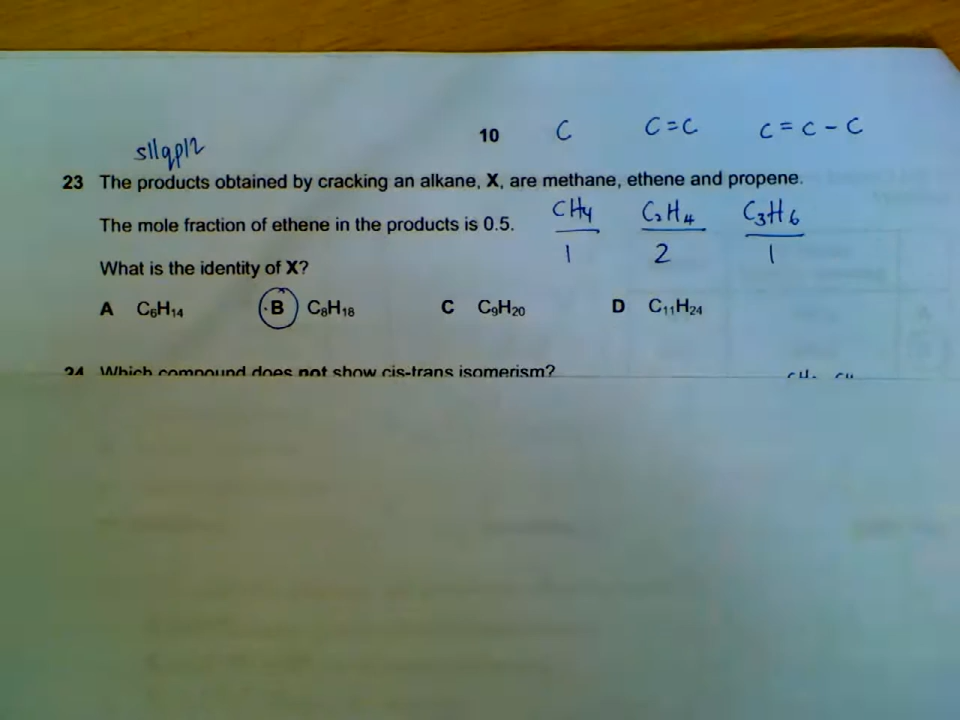 10 C C=C C=C-C
s11qp12
23 The products obtained by cracking an alkane, X, are methane, ethene and propene.
The mole fraction of ethene in the products is 0.5. CH₄ C₂H₄ C₃H₆
What is the identity of X? 1 2 1
A C₆H₁₄ B C₈H₁₈ C C₉H₂₀ D C₁₁H₂₄
24 Which compound does not show cis-trans isomerism?